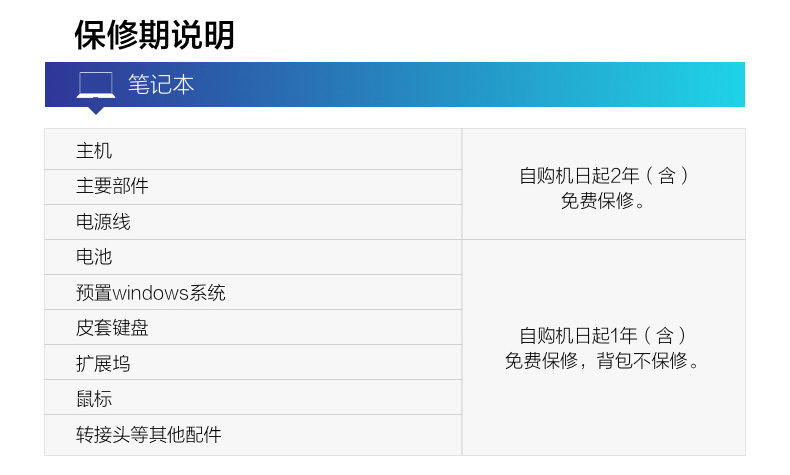 保修期说明
笔记本
主机
主要部件
电源线
自购机日起2年（含）
免费保修。
电池
预置windows系统
皮套键盘
扩展坞
鼠标
转接头等其他配件
自购机日起1年（含）
免费保修，背包不保修。